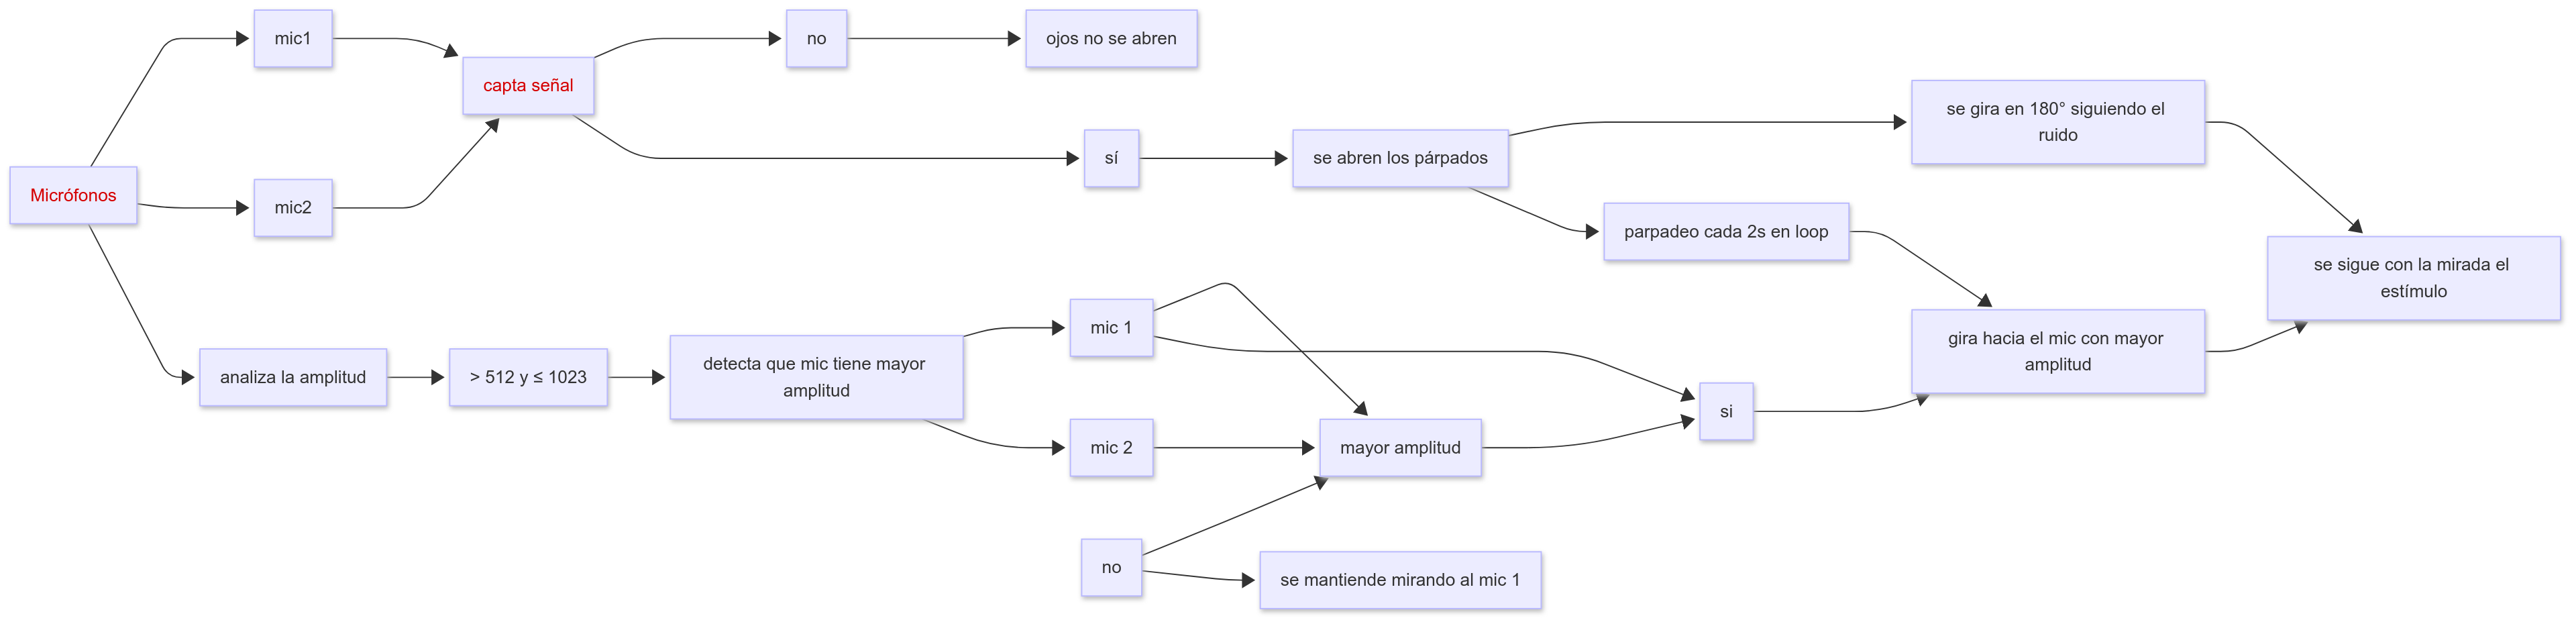 Micrófonos
mic1
mic2
capta señal
no
ojos no se abren
sí
se abren los párpados
se gira en 180° siguiendo el
ruido
parpadeo cada 2s en loop
se sigue con la mirada el
estímulo
analiza la amplitud
> 512 y ≤ 1023
detecta que mic tiene mayor
amplitud
mic 1
mic 2
mayor amplitud
si
gira hacia el mic con mayor
amplitud
no
se mantiende mirando al mic 1